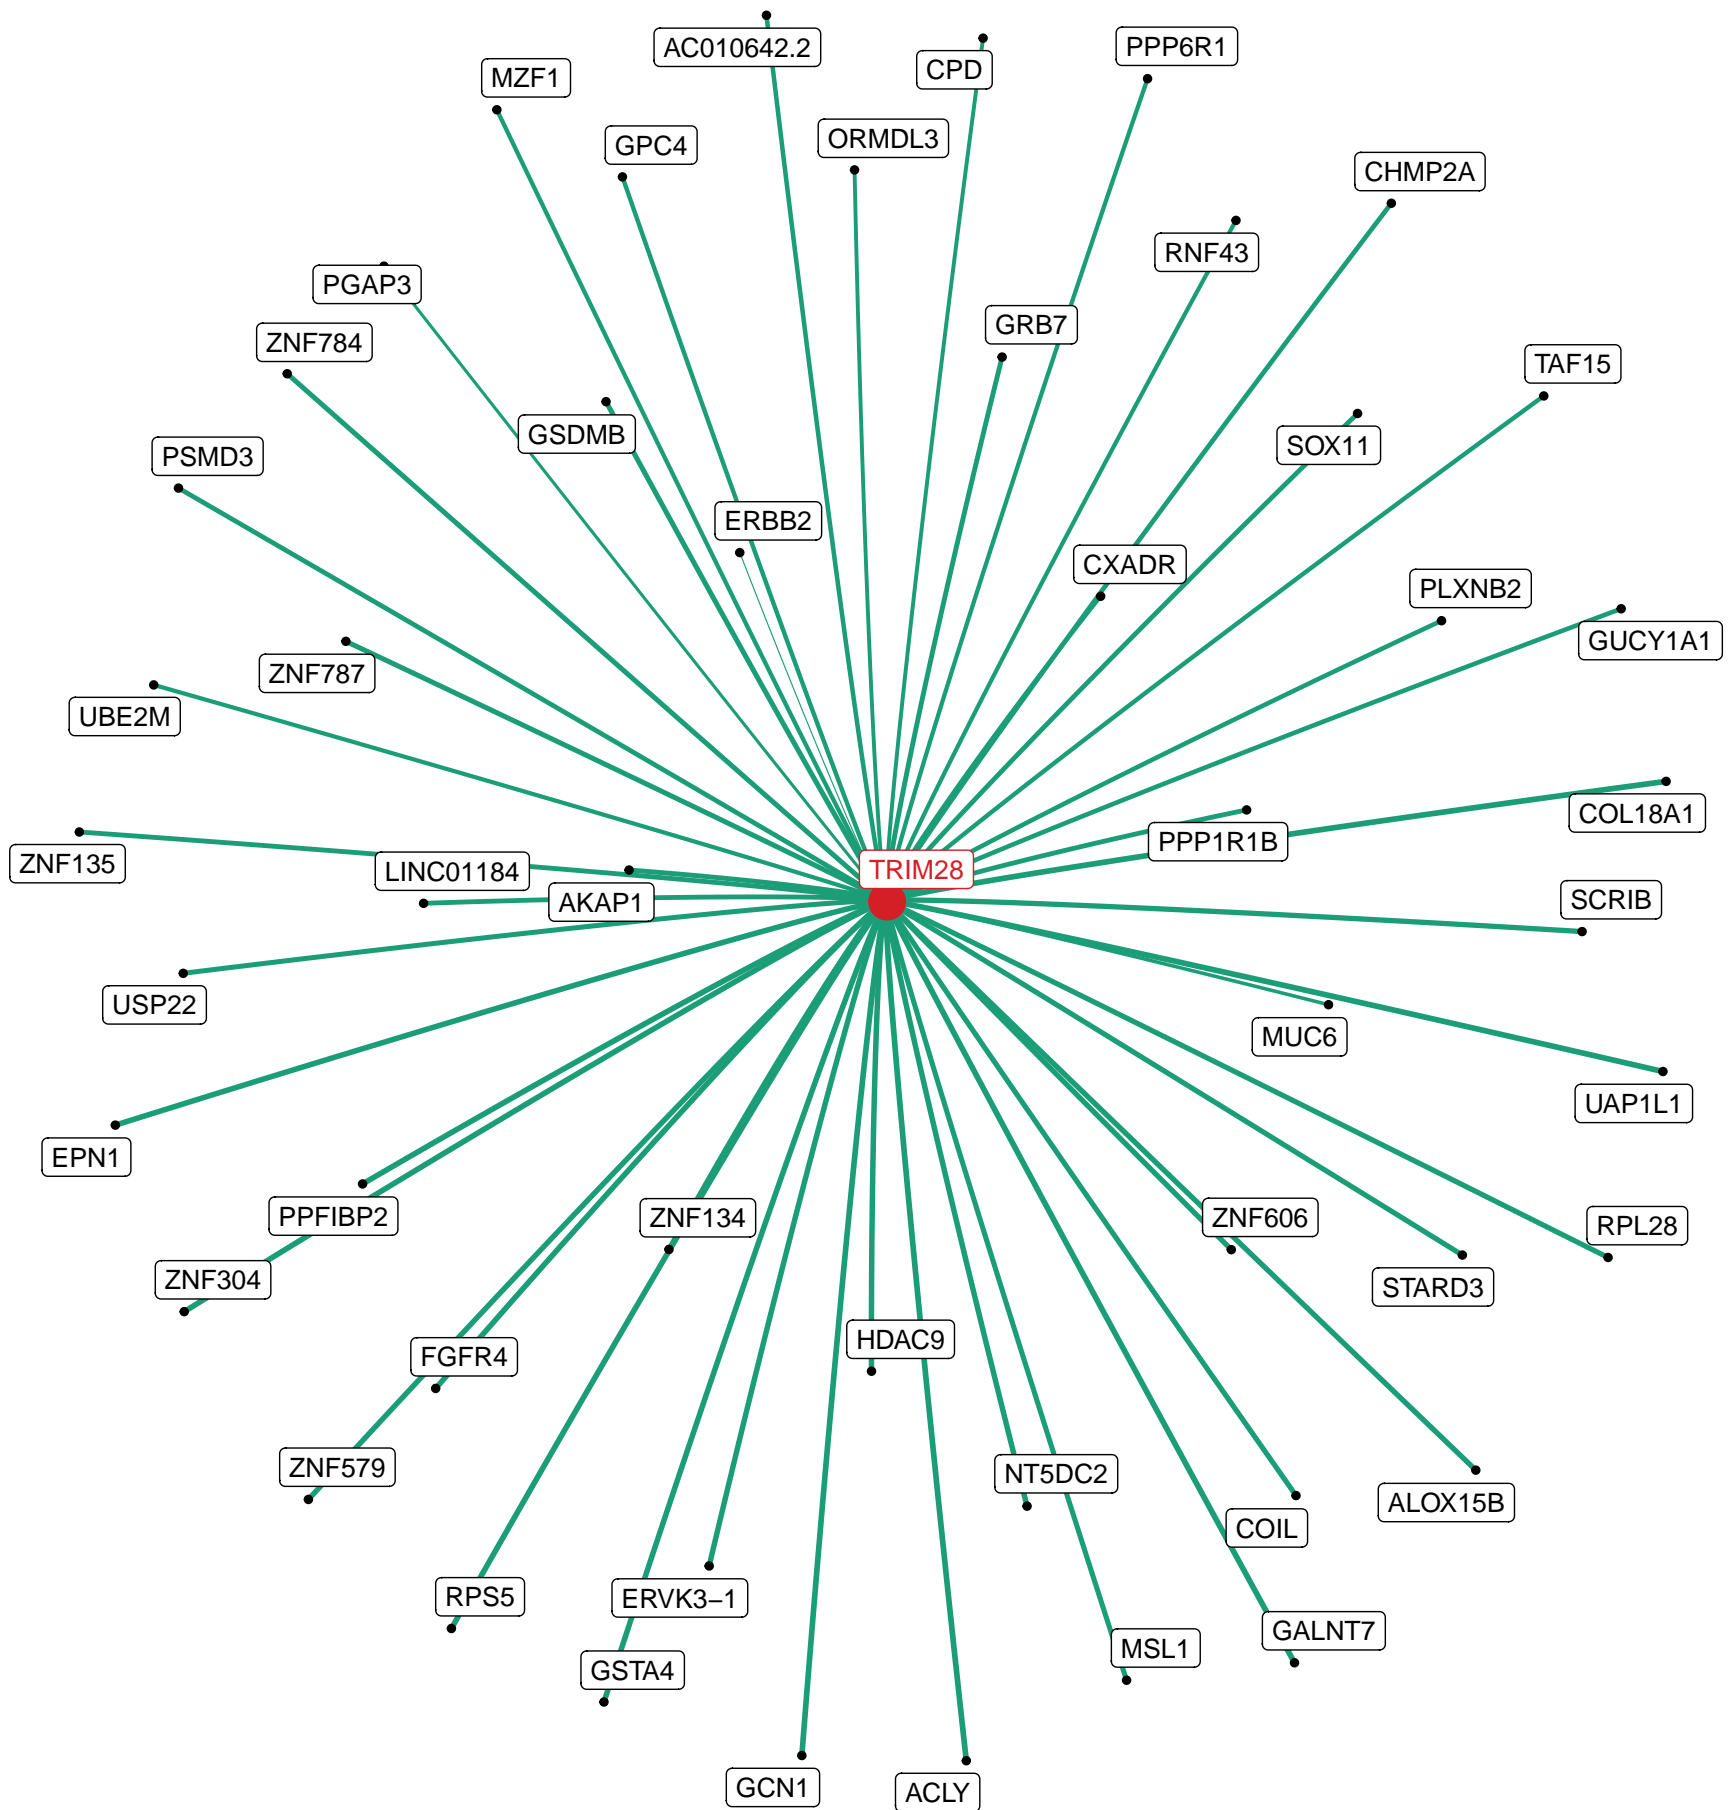 AC010642.2
PPP6R1
CPD
MZF1
ORMDL3
GPC4
CHMP2A
RNF43
PGAP3
GRB7
ZNF784
TAF15
GSDMB
SOX11
PSMD3
ERBB2
CXADR
PLXNB2
GUCY1A1
ZNF787
UBE2M
COL18A1
PPP1R1B
ZNF135
LINC01184
TRIM28
AKAP1
SCRIB
USP22
MUC6
UAP1L1
EPN1
PPFIBP2
ZNF134
ZNF606
RPL28
ZNF304
STARD3
HDAC9
FGFR4
ZNF579
NT5DC2
ALOX15B
COIL
RPS5
ERVK3−1
GALNT7
MSL1
GSTA4
GCN1
ACLY